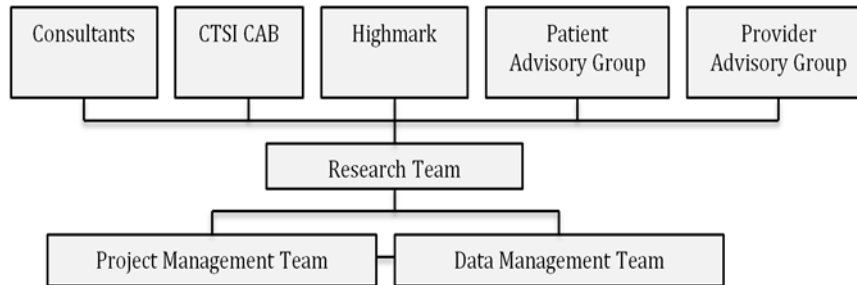 Consultants
CTSI CAB
Highmark
Patient
Advisory Group
Provider
Advisory Group
Research Team
Project Management Team
Data Management Team